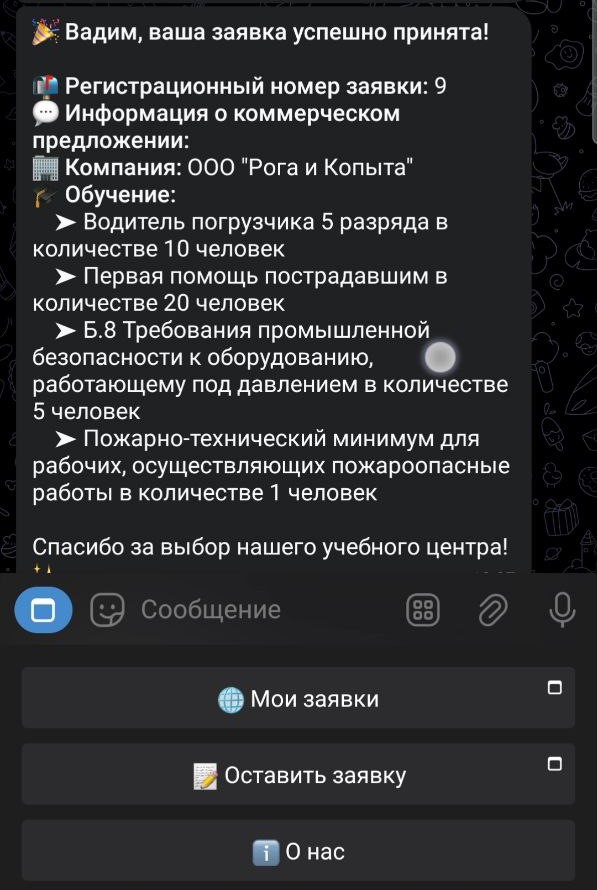 🎉 Вадим, ваша заявка успешно принята!
📬 Регистрационный номер заявки: 9
💬 Информация о коммерческом
предложении:
🏢 Компания: ООО "Рога и Копыта"
🎓 Обучение:
➤ Водитель погрузчика 5 разряда в
количестве 10 человек
➤ Первая помощь пострадавшим в
количестве 20 человек
➤ Б.8 Требования промышленной
безопасности к оборудованию,
работающему под давлением в количестве
5 человек
➤ Пожарно-технический минимум для
рабочих, осуществляющих пожароопасные
работы в количестве 1 человек
Спасибо за выбор нашего учебного центра!
Сообщение
🌐 Мои заявки
📝 Оставить заявку
ℹ️ О нас